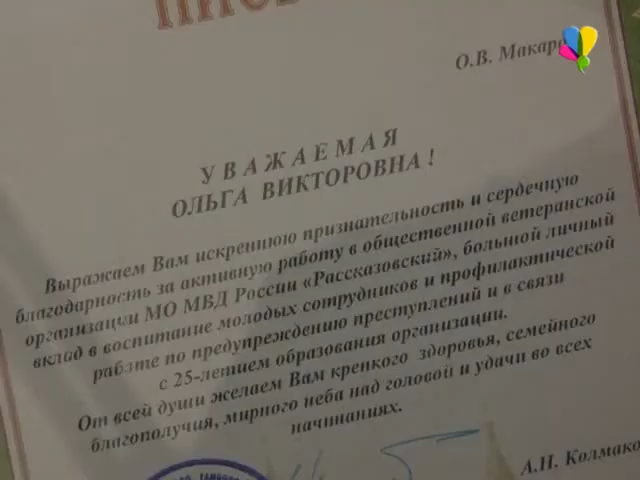 О.В.
УВАЖАЕМАЯ
ОЛЬГА ВИКТОРОВНА !
Выражаем Вам искреннюю признательность и сердечную
благодарность за активную работу в общественной ветеранской
организации МО МВД России «Рассказовский», большой личный
вклад в воспитание молодых сотрудников и профилактической
работе по предупреждению преступлений и в связи
с 25-летием образования организации.
От всей души желаем Вам крепкого здоровья, семейного
благополучия, мирного неба над головой и удачи во всех
начинаниях.
А.Н.